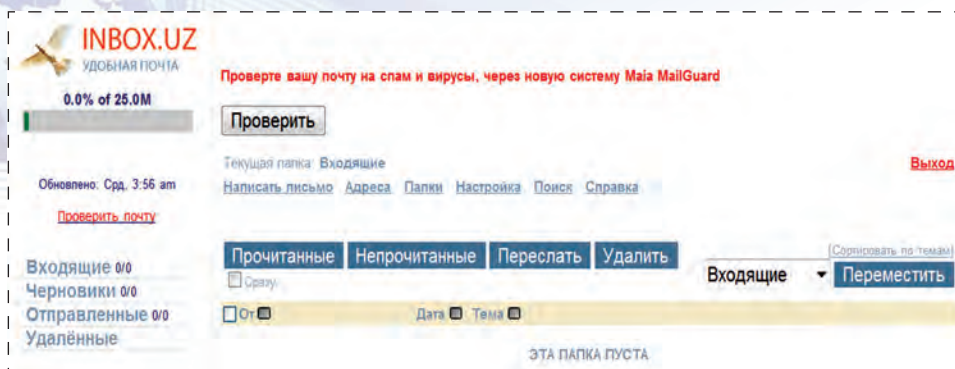 INBOX.UZ
УДОБНАЯ ПОЧТА
0.0% of 25.0M
Обновлено: Срд, 3:56 am
Проверить почту
Входящие 0/0
Черновики 0/0
Отправленные 0/0
Удалённые
Проверте вашу почту на спам и вирусы, через новую систему Maia MailGuard
Проверить
Текущая папка: Входящие
Выход
Написать письмо Адреса Папки Настройка Поиск Справка
[Сортировать по темам]
Прочитанные Непрочитанные Переслать Удалить
Входящие Переместить
Сразу
От Дата Тема
ЭТА ПАПКА ПУСТА